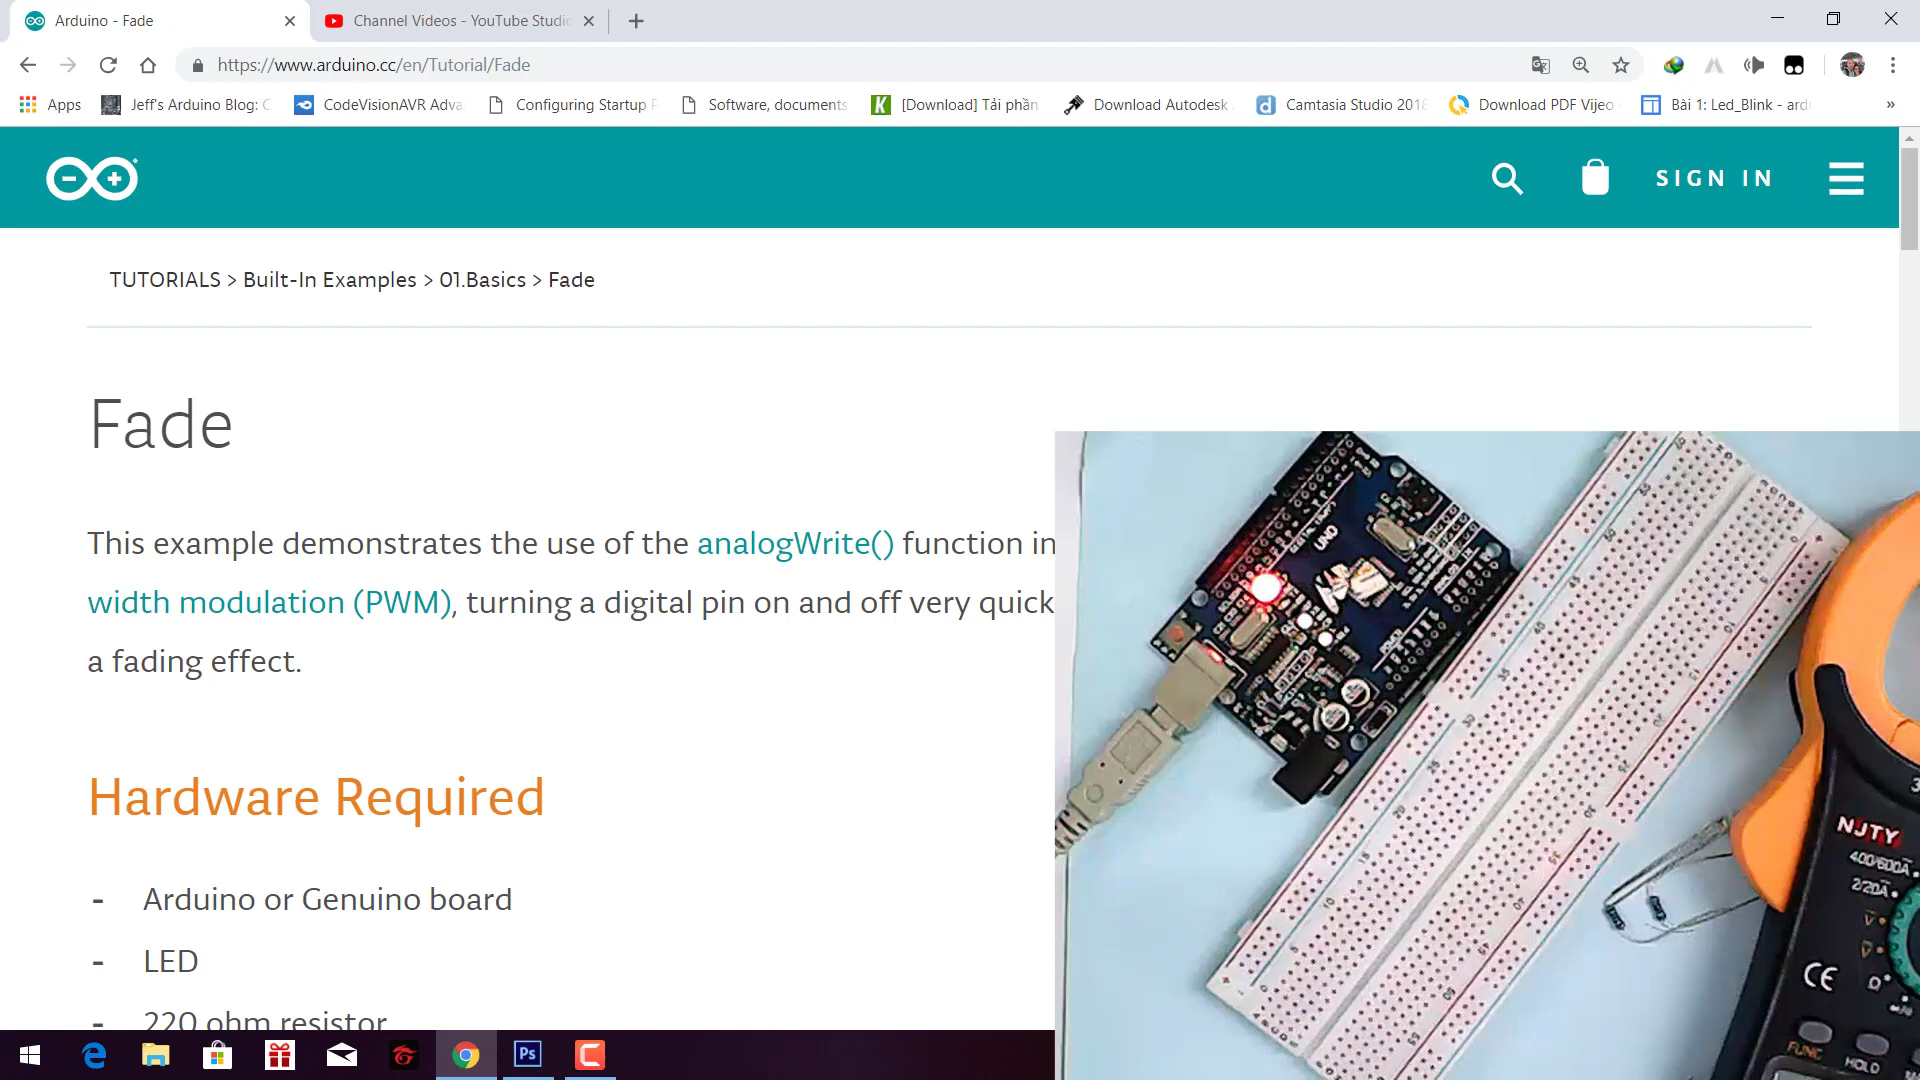 Arduino - Fade
Channel Videos - YouTube Studio
https://www.arduino.cc/en/Tutorial/Fade
Apps
Jeff's Arduino Blog: C
CodeVisionAVR Adva
Configuring Startup
Software, documents
[Download] Tải phần
Download Autodesk
Camtasia Studio 2018
Download PDF Vijeo
Bài 1: Led_Blink - ard
»
SIGN IN
TUTORIALS > Built-In Examples > 01.Basics > Fade
Fade
This example demonstrates the use of the analogWrite() function in
width modulation (PWM), turning a digital pin on and off very quick
a fading effect.
Hardware Required
- Arduino or Genuino board
- LED
- 220 ohm resistor
UNO
NJTY
400/600A
2/20A
CE
FUNC
HOLD
Ps